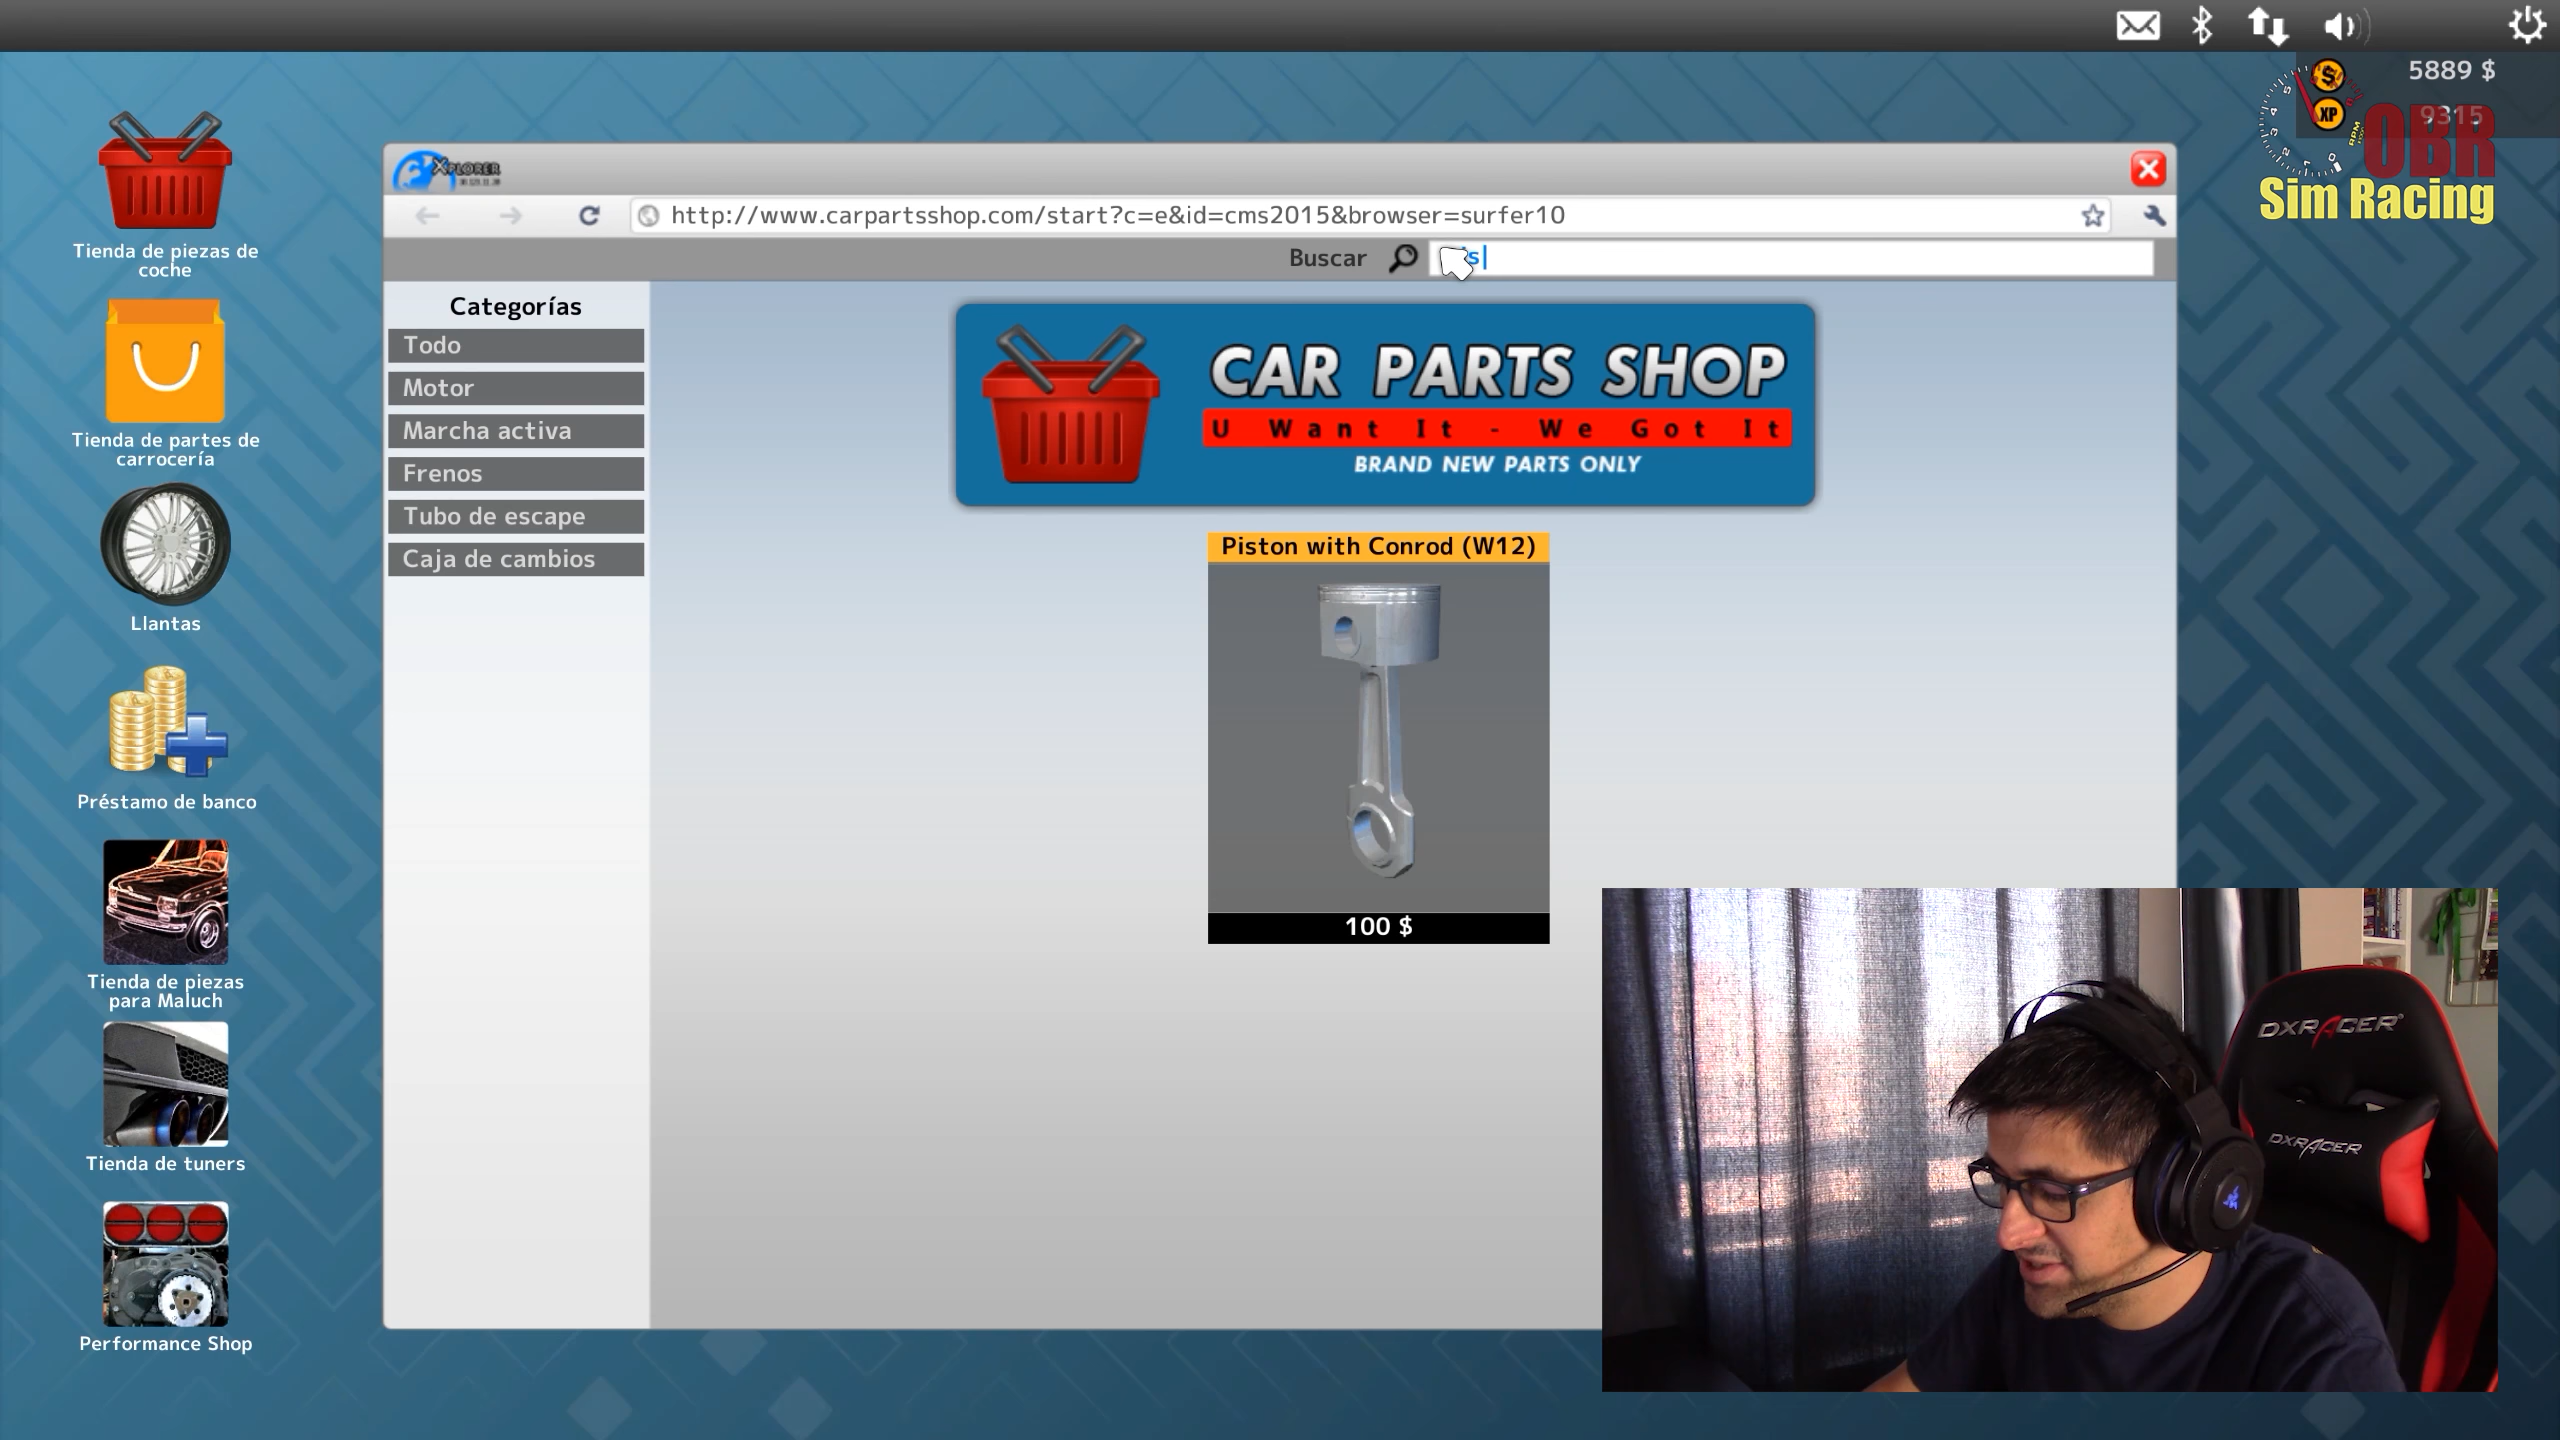 5889 $
XP
9315
OBR
Sim Racing
XPLORER
http://www.carpartsshop.com/start?c=e&id=cms2015&browser=surfer10
Buscar
s
Categorías
Todo
Motor
Marcha activa
Frenos
Tubo de escape
Caja de cambios
CAR PARTS SHOP
U Want It - We Got It
BRAND NEW PARTS ONLY
Piston with Conrod (W12)
100 $
Tienda de piezas de
coche
Tienda de partes de
carrocería
Llantas
Préstamo de banco
Tienda de piezas
para Maluch
Tienda de tuners
Performance Shop
DXRACER
DXRACER